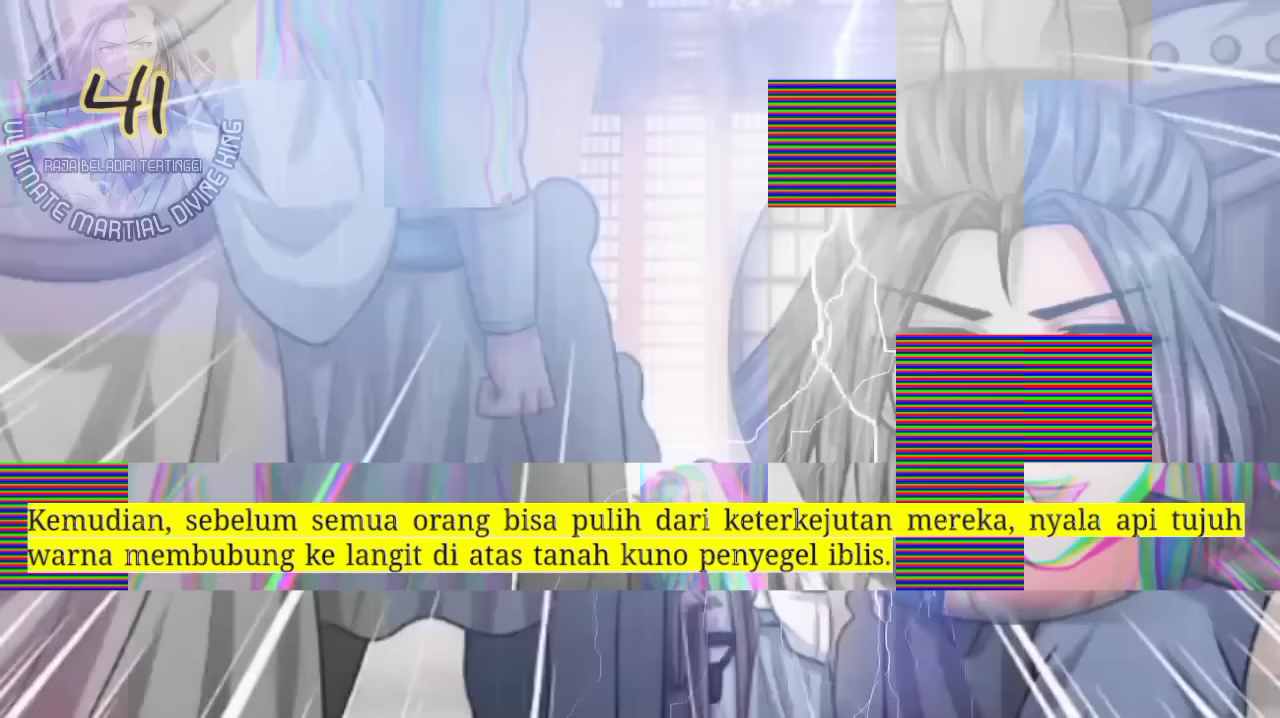 41
RAJA BELADIRI TERTINGGI
ULTIMATE MARTIAL DIVINE KING
Kemudian, sebelum semua orang bisa pulih dari keterkejutan mereka, nyala api tujuh
warna membubung ke langit di atas tanah kuno penyegel iblis.